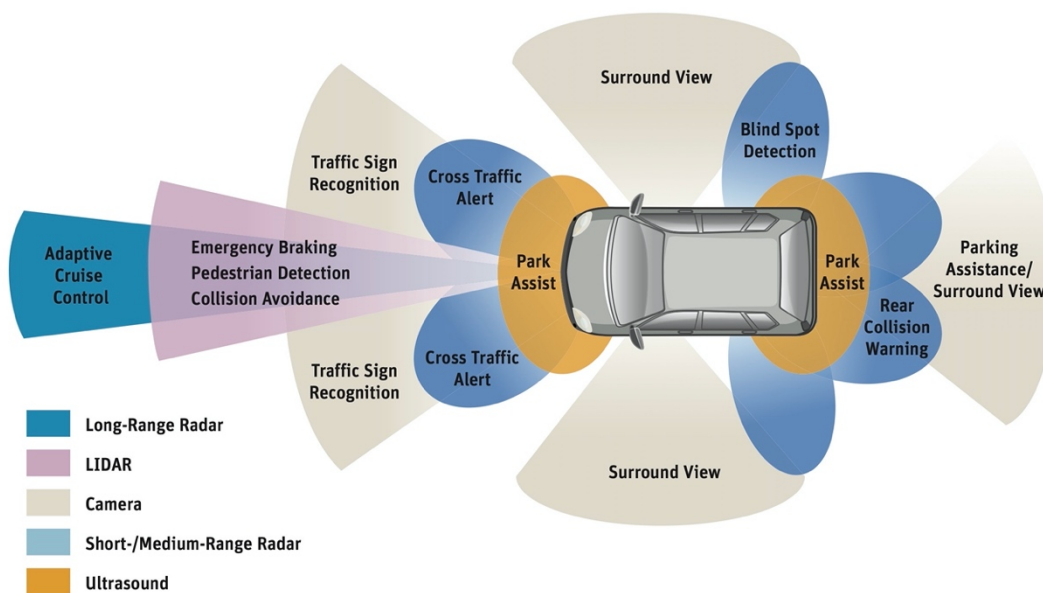 Surround View
Blind Spot
Detection
Traffic Sign
Recognition
Cross Traffic
Alert
Adaptive
Cruise
Control
Emergency Braking
Pedestrian Detection
Collision Avoidance
Park
Assist
Park
Assist
Parking
Assistance/
Surround View
Rear
Collision
Warning
Traffic Sign
Recognition
Cross Traffic
Alert
Surround View
Long-Range Radar
LIDAR
Camera
Short-/Medium-Range Radar
Ultrasound